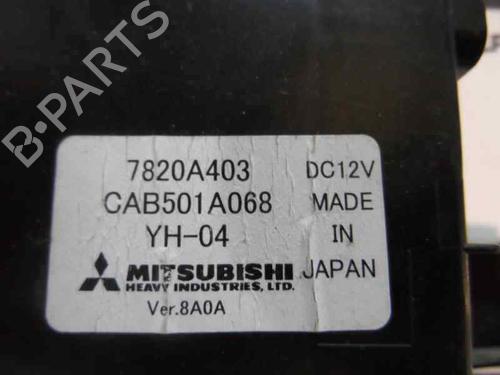 B-PARTS
7820A403 DC12V
CAB501A068 MADE
YH-04 IN
MITSUBISHI JAPAN
HEAVY INDUSTRIES, LTD.
Ver.8A0A